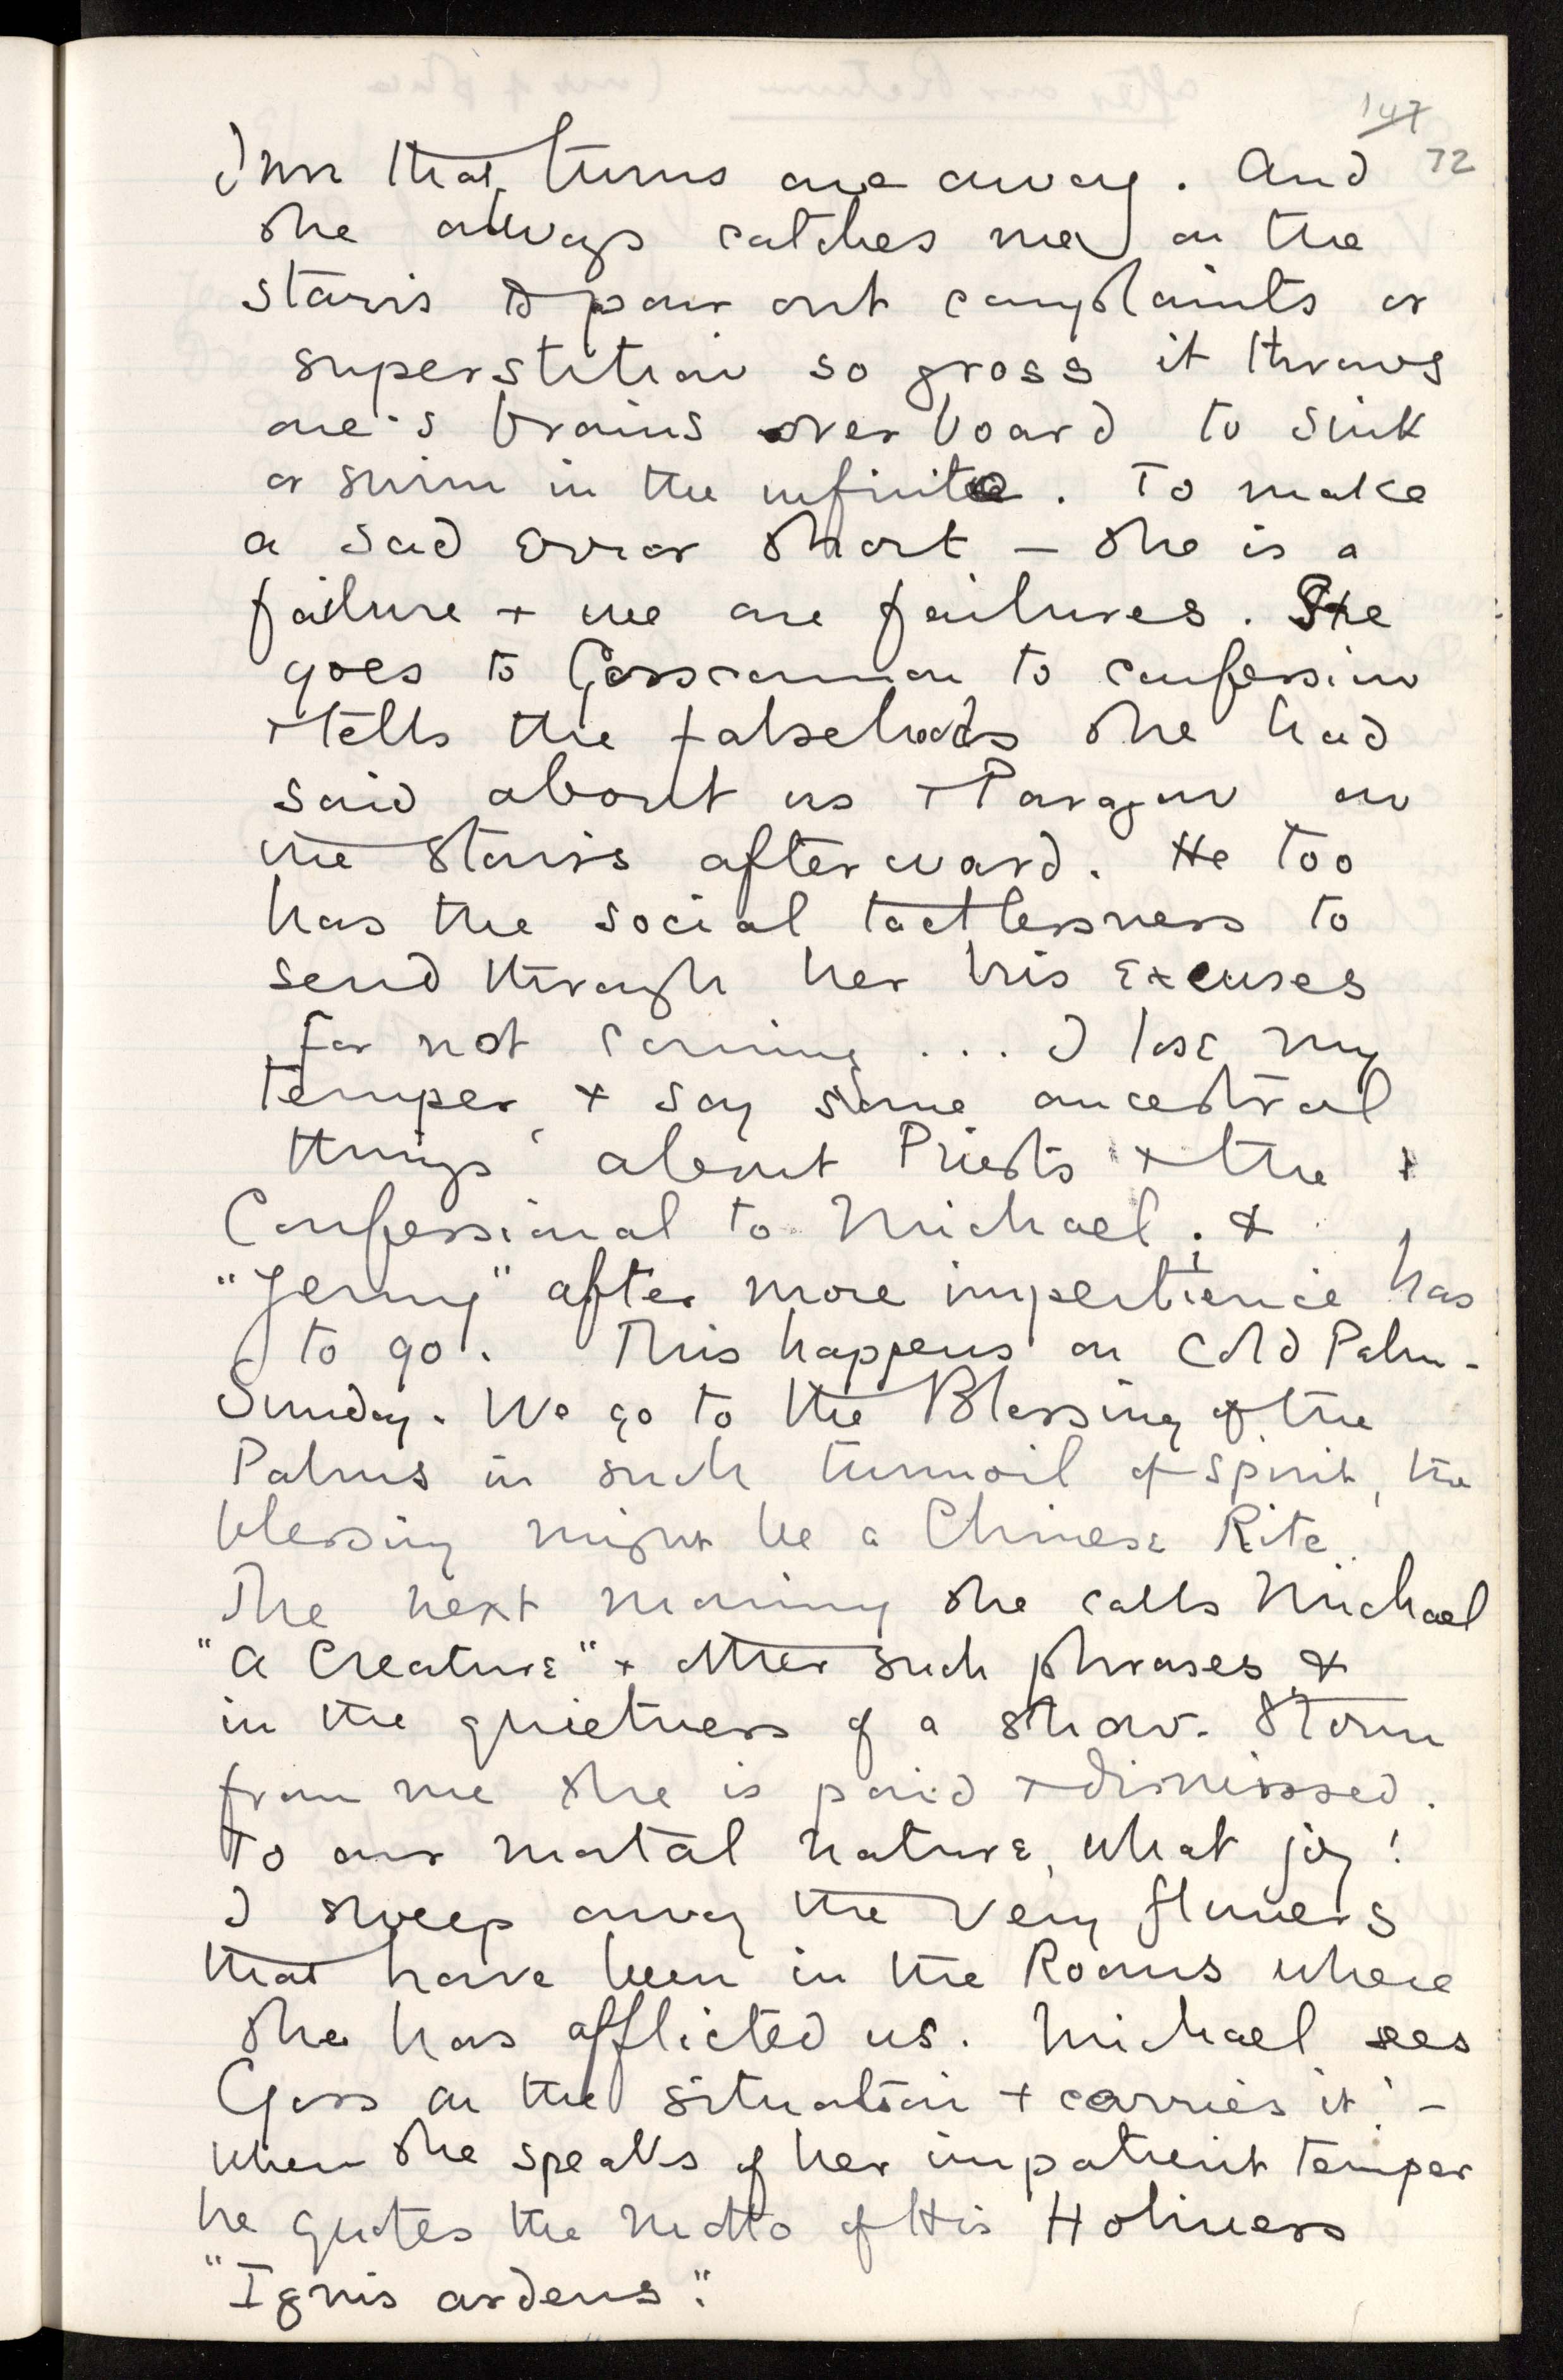 147
72
that turns one away. And
she always catches me on the
stairs to pour out complaints or
superstition so gross it throws
one's brains overboard to sink
or swim in the infinite. To make
a sad error short — she is a
failure + we are failures. She
goes to Gosscannon to confession
+ tells the falsehoods she had
said about us + Paragon on
the stairs afterward. He too
has the social tactlessness to
send through her his excuses
for not coming ... I lose my
temper + say some ancestral
things about Priests + the
Confessional to Michael; +
"Jenny" after more impertience has
to go. This happens on cold Palm-
Sunday. We go to the Blessing of the
Palms in such turmoil of spirit, the
blessing might be a Chinese Rite.
The next morning she calls Michael
"A Creature" + other such phrases &
in the quietness of a snow-storm
from me she is paid + dismissed.
To our mortal nature, what joy!
I sweep away the very flowers
that have been in the Rooms where
she has afflicted us. Michael sees
Goss on the situation + carries it! —
when she speaks of her impatient temper
he quotes the motto of His Holiness
"Ignis ardens."